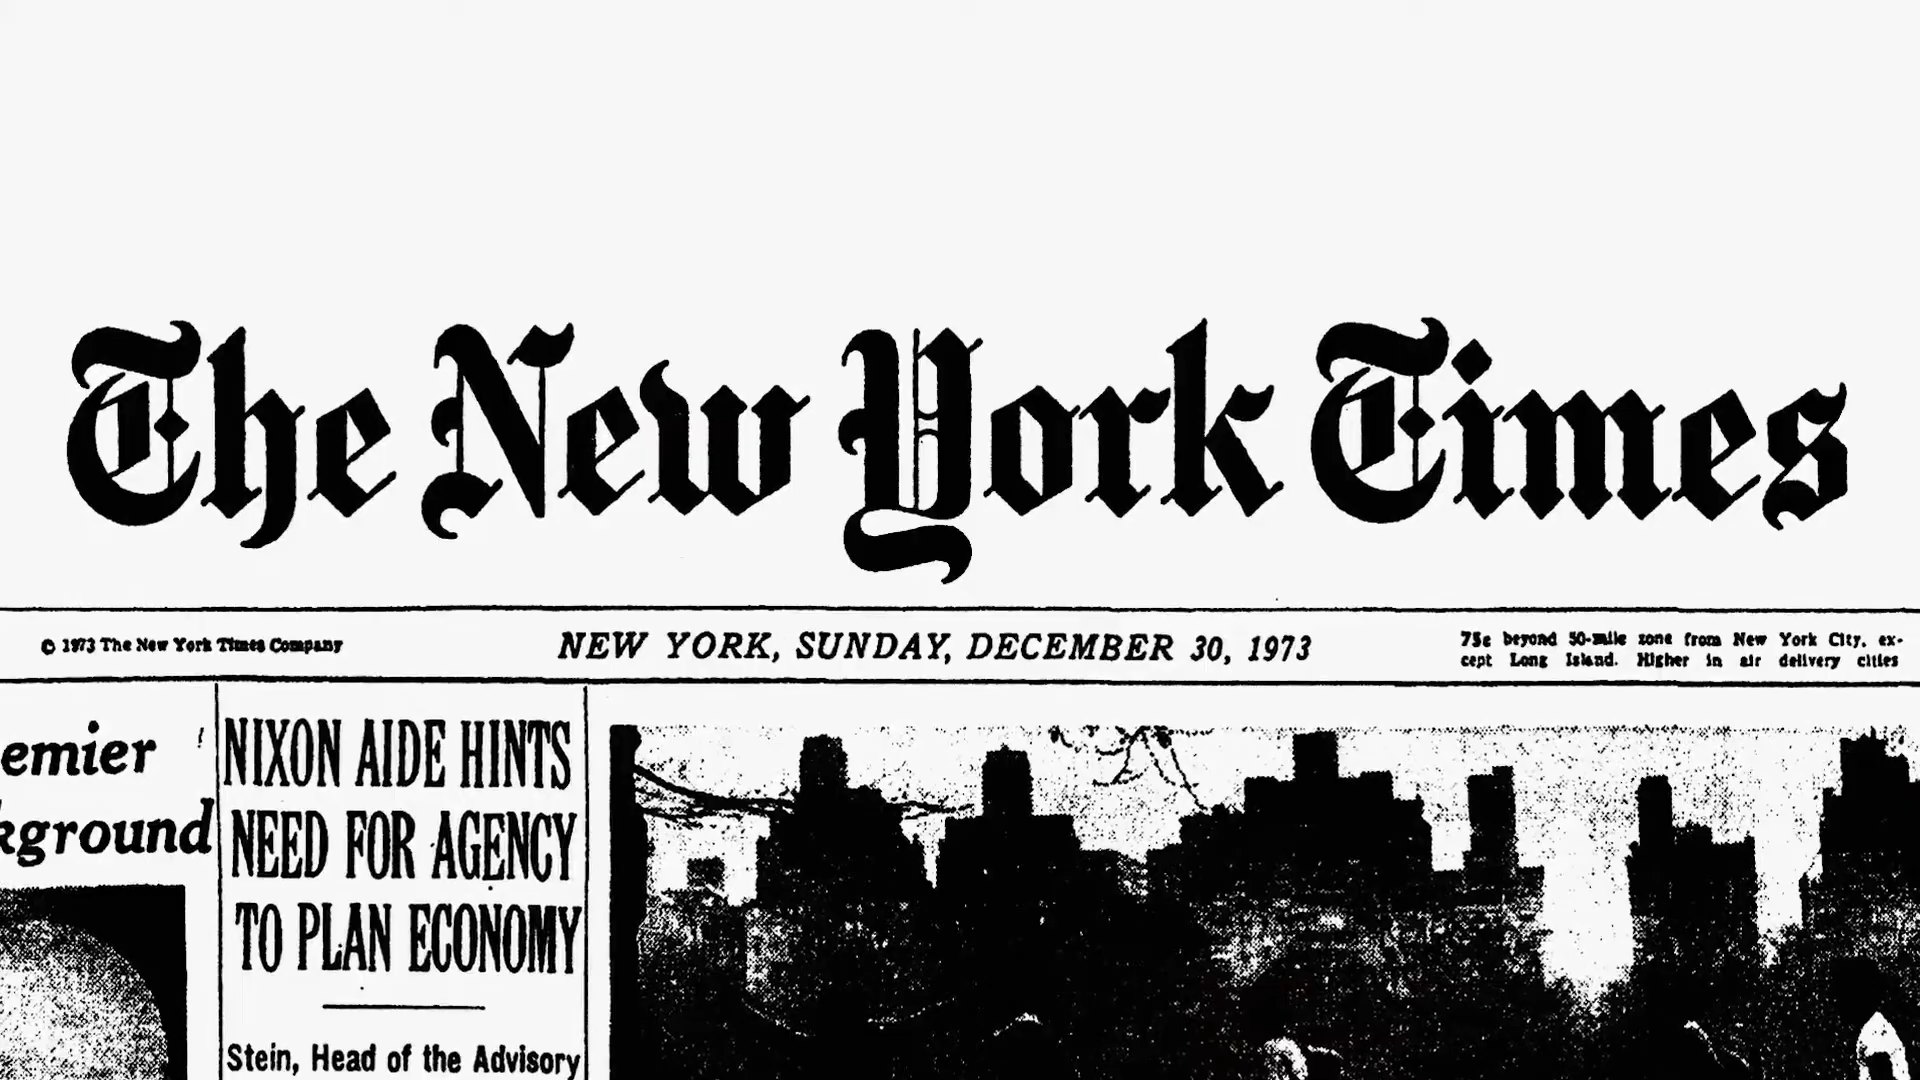 The New York Times
© 1973 The New York Times Company
NEW YORK, SUNDAY, DECEMBER 30, 1973
75¢ beyond 50-mile zone from New York City, ex-
cept Long Island. Higher in air delivery cities
emier
kground
NIXON AIDE HINTS
NEED FOR AGENCY
TO PLAN ECONOMY
Stein, Head of the Advisory